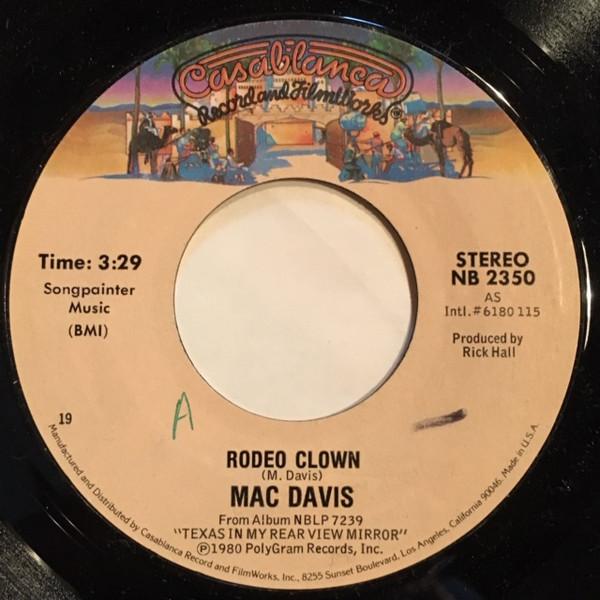 Casablanca
Record and FilmWorks ®
Time: 3:29
Songpainter
Music
(BMI)
STEREO
NB 2350
AS
Intl.#6180 115
Produced by
Rick Hall
19
A
RODEO CLOWN
(M. Davis)
MAC DAVIS
From Album NBLP 7239
"TEXAS IN MY REAR VIEW MIRROR"
Ⓟ1980 PolyGram Records, Inc.
Manufactured and Distributed by Casablanca Record and FilmWorks, Inc., 8255 Sunset Boulevard, Los Angeles, California 90046. Made in U.S.A.